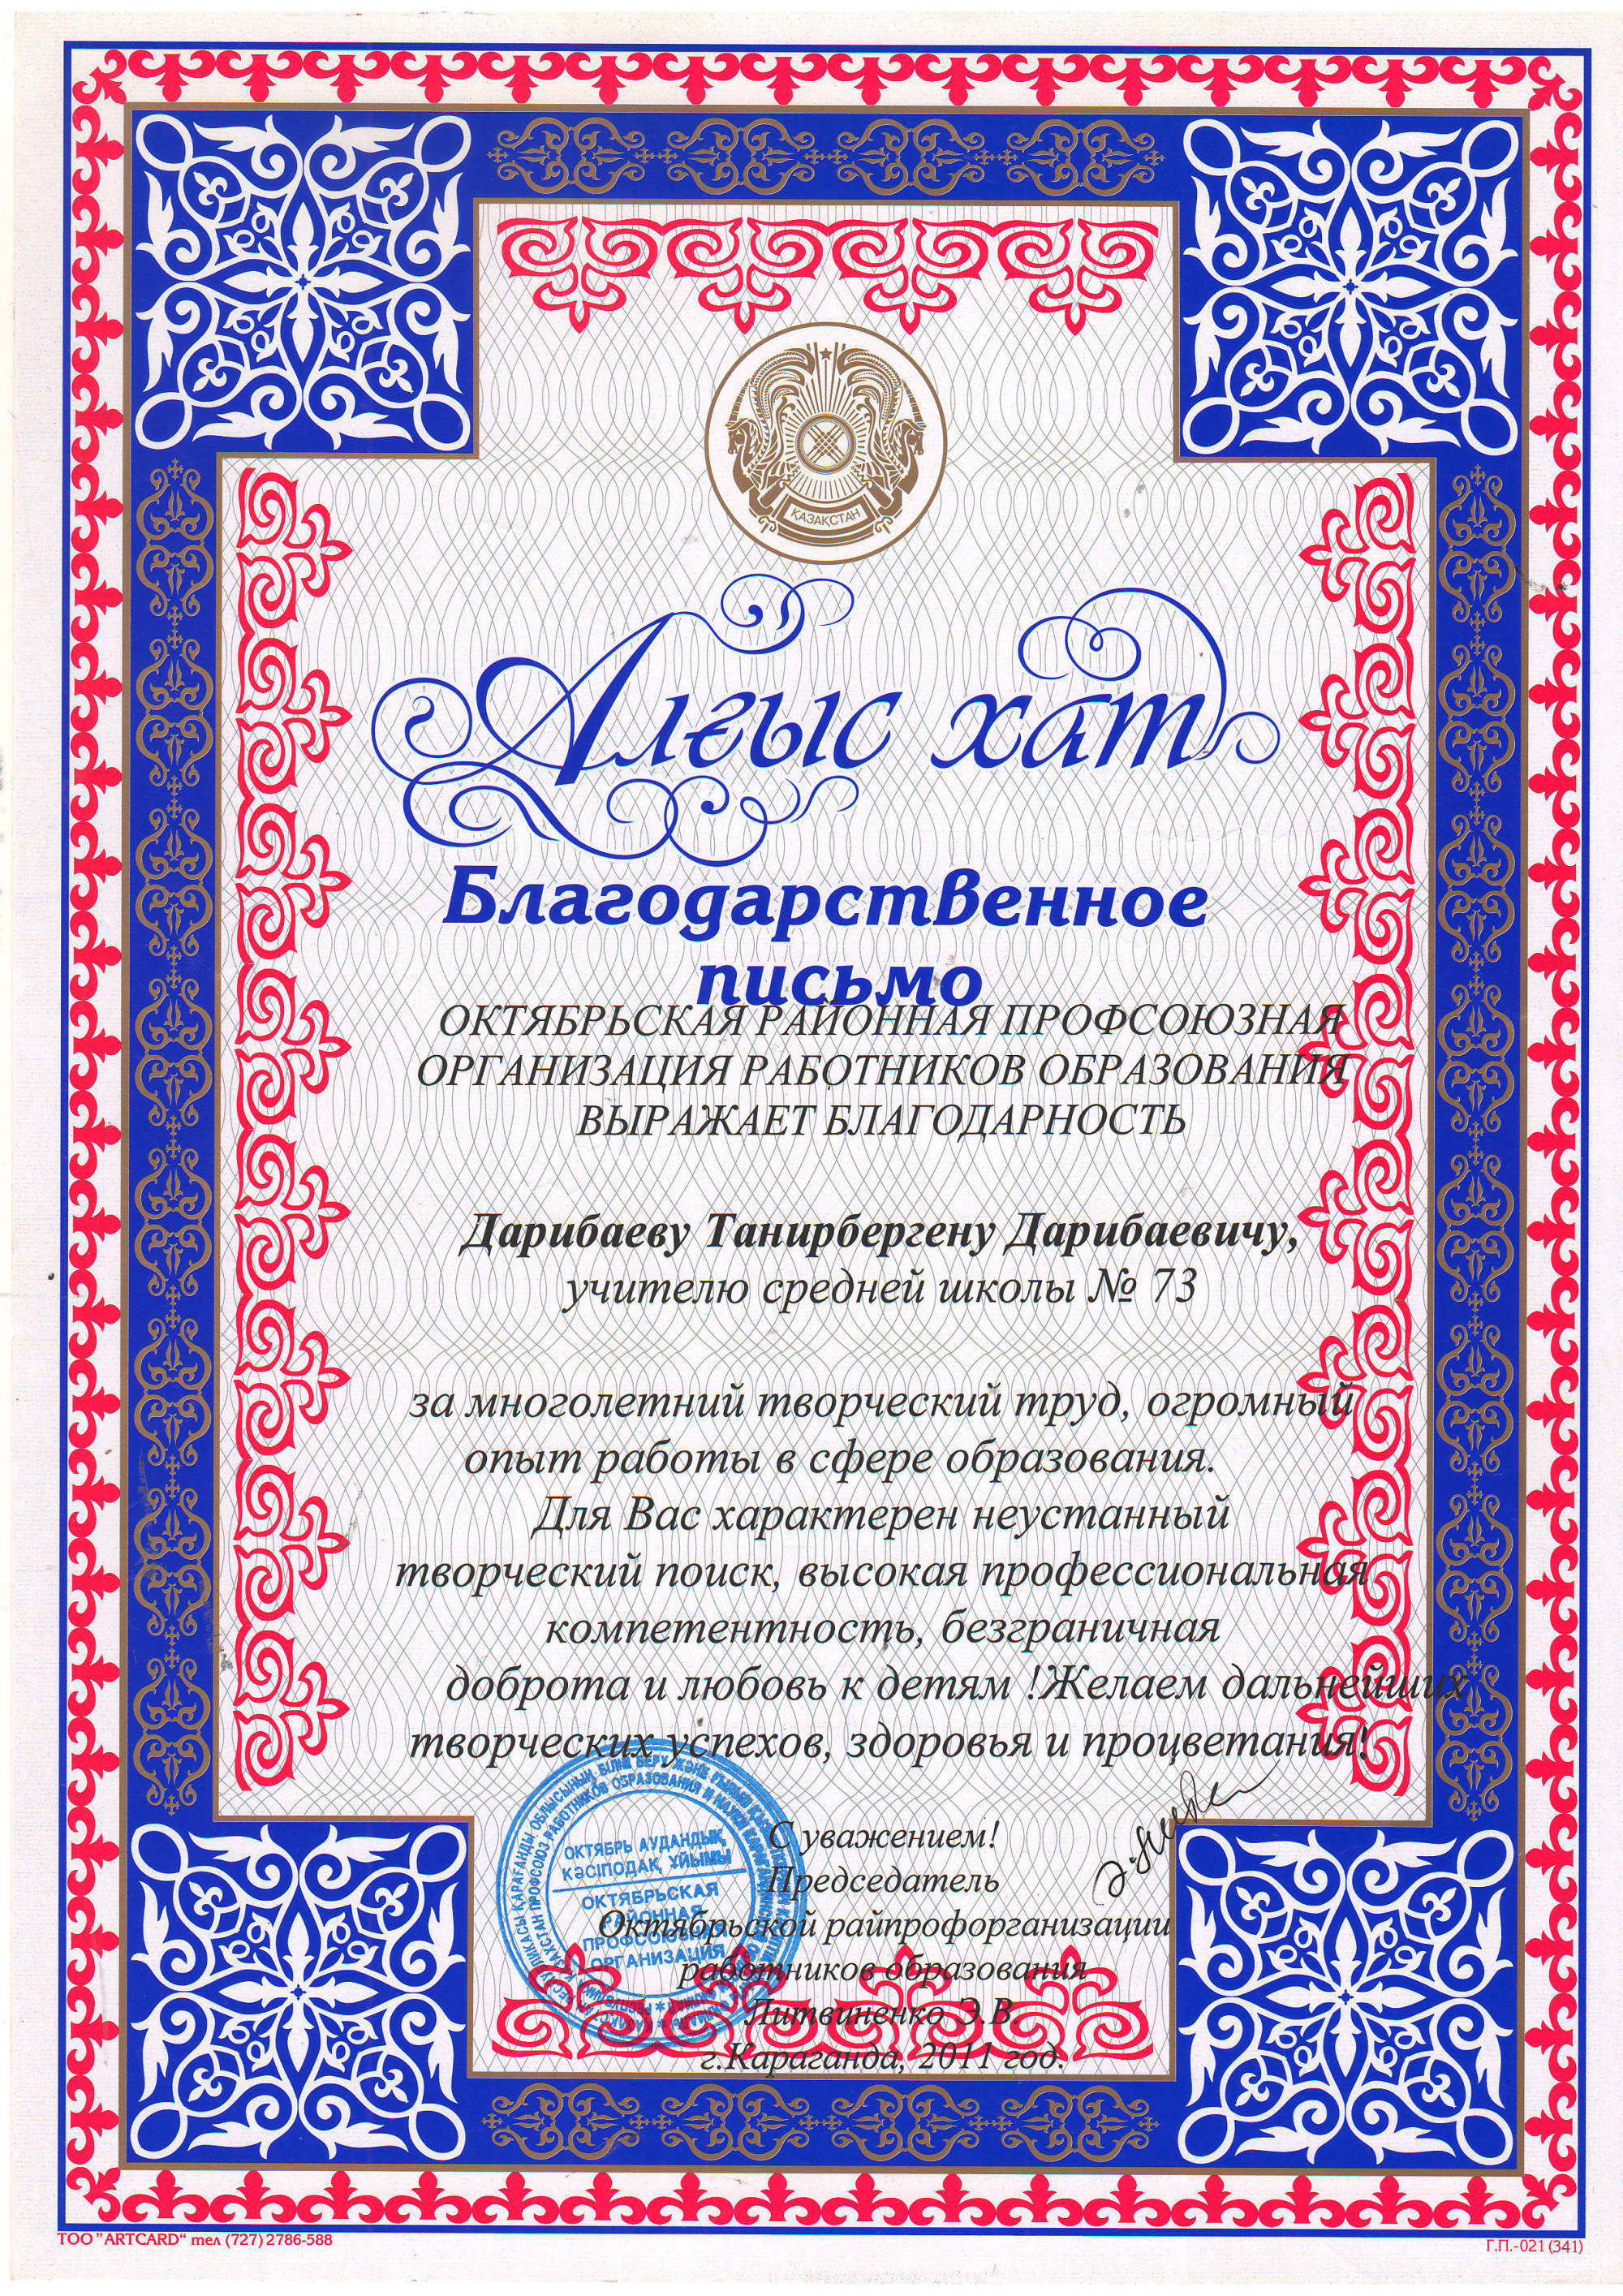 ҚАЗАҚСТАН
Алғыс хат
Благодарственное
письмо
ОКТЯБРЬСКАЯ РАЙОННАЯ ПРОФСОЮЗНАЯ
ОРГАНИЗАЦИЯ РАБОТНИКОВ ОБРАЗОВАНИЯ
ВЫРАЖАЕТ БЛАГОДАРНОСТЬ
Дарибаеву Танирбергену Дарибаевичу,
учителю средней школы № 73
за многолетний творческий труд, огромный
опыт работы в сфере образования.
Для Вас характерен неустанный
творческий поиск, высокая профессиональная
компетентность, безграничная
доброта и любовь к детям !Желаем дальнейших
творческих успехов, здоровья и процветания!
С уважением!
Председатель
Октябрьской райпрофорганизации
работников образования
Литвиненко Э.В.
г.Караганда, 2011 год.
ОКТЯБРЬ АУДАНДЫҚ
КӘСІПОДАҚ ҰЙЫМЫ
ОКТЯБРЬСКАЯ
РАЙОННАЯ
ПРОФСОЮЗНАЯ
ОРГАНИЗАЦИЯ
ТОО "ARTCARD" тел (727) 2786-588
Г.П.-021 (341)